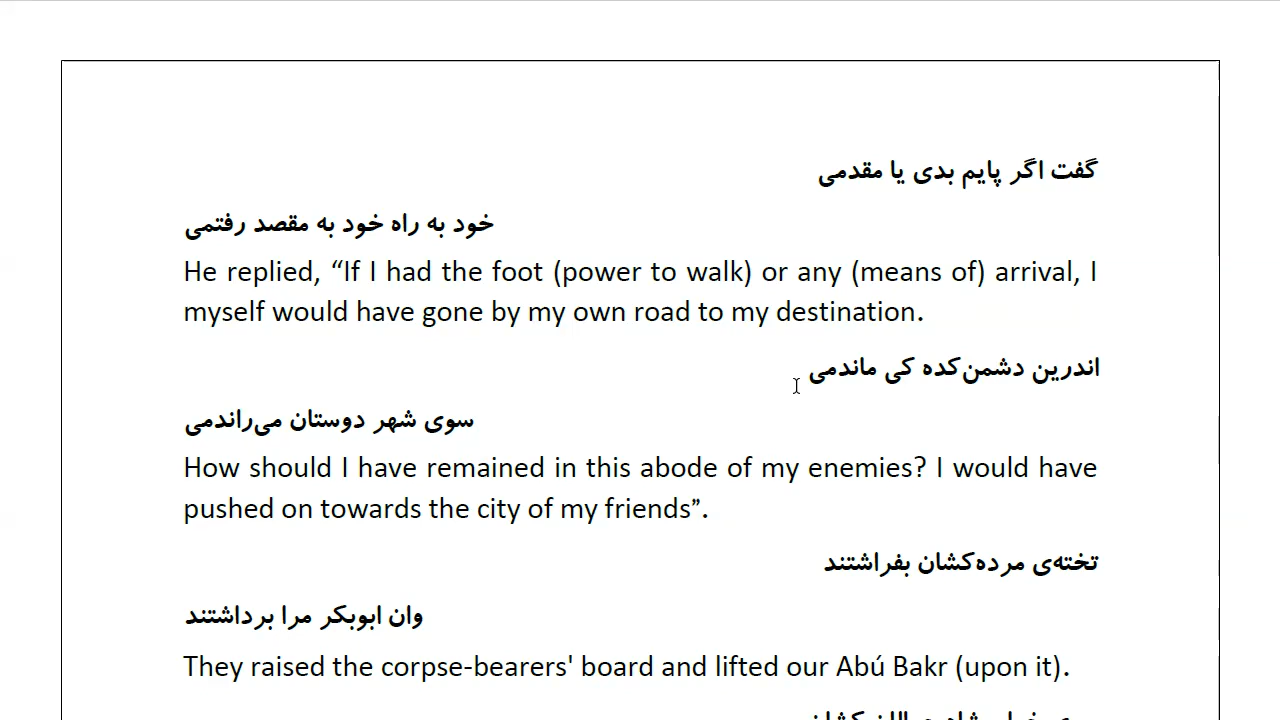 گفت اگر پایم بدی یا مقدمی
خود به راه خود به مقصد رفتمی
He replied, “If I had the foot (power to walk) or any (means of) arrival, I
myself would have gone by my own road to my destination.
اندرین دشمن‌کده کی ماندمی
سوی شهر دوستان می‌راندمی
How should I have remained in this abode of my enemies? I would have
pushed on towards the city of my friends”.
تخته‌ی مرده‌کشان بفراشتند
وان ابوبکر مرا برداشتند
They raised the corpse-bearers' board and lifted our Abú Bakr (upon it).